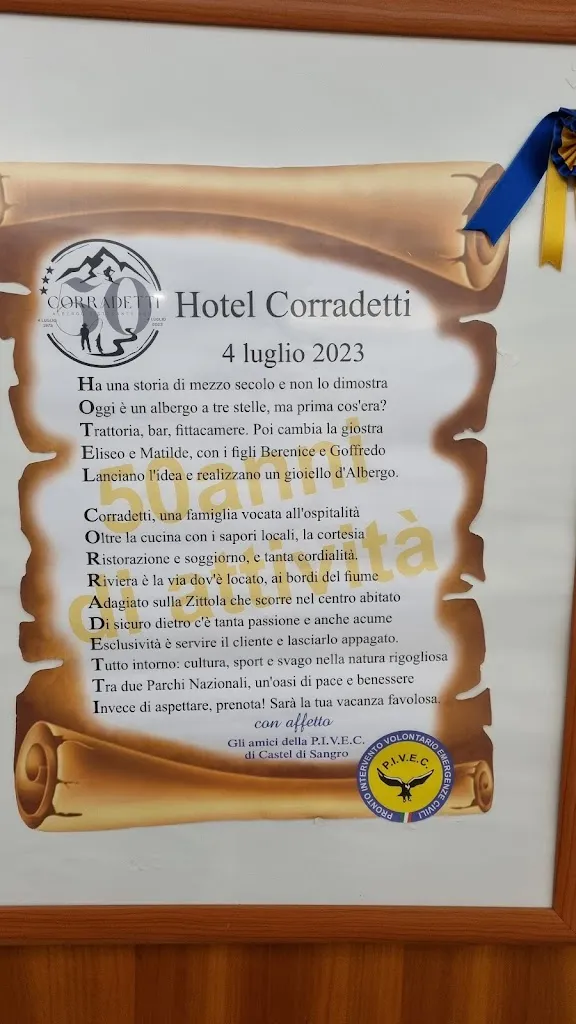 CORRADETTI
50
Hotel Corradetti
4 luglio 2023
Ha una storia di mezzo secolo e non lo dimostra
Oggi è un albergo a tre stelle, ma prima cos'era?
Trattoria, bar, fittacamere. Poi cambia la giostra
Eliseo e Matilde, con i figli Berenice e Goffredo
Lanciano l'idea e realizzano un gioiello d'Albergo.
50anni
di attività
Corradetti, una famiglia vocata all'ospitalità
Oltre la cucina con i sapori locali, la cortesia
Ristorazione e soggiorno, e tanta cordialità.
Riviera è la via dov'è locato, ai bordi del fiume
Adagiato sulla Zittola che scorre nel centro abitato
Di sicuro dietro c'è tanta passione e anche acume
Esclusività è servire il cliente e lasciarlo appagato.
Tutto intorno: cultura, sport e svago nella natura rigogliosa
Tra due Parchi Nazionali, un'oasi di pace e benessere
Invece di aspettare, prenota! Sarà la tua vacanza favolosa.
con affetto
Gli amici della P.I.V.E.C.
di Castel di Sangro
P.I.V.E.C.
PRONTO INTERVENTO VOLONTARIO EMERGENZE CIVILI